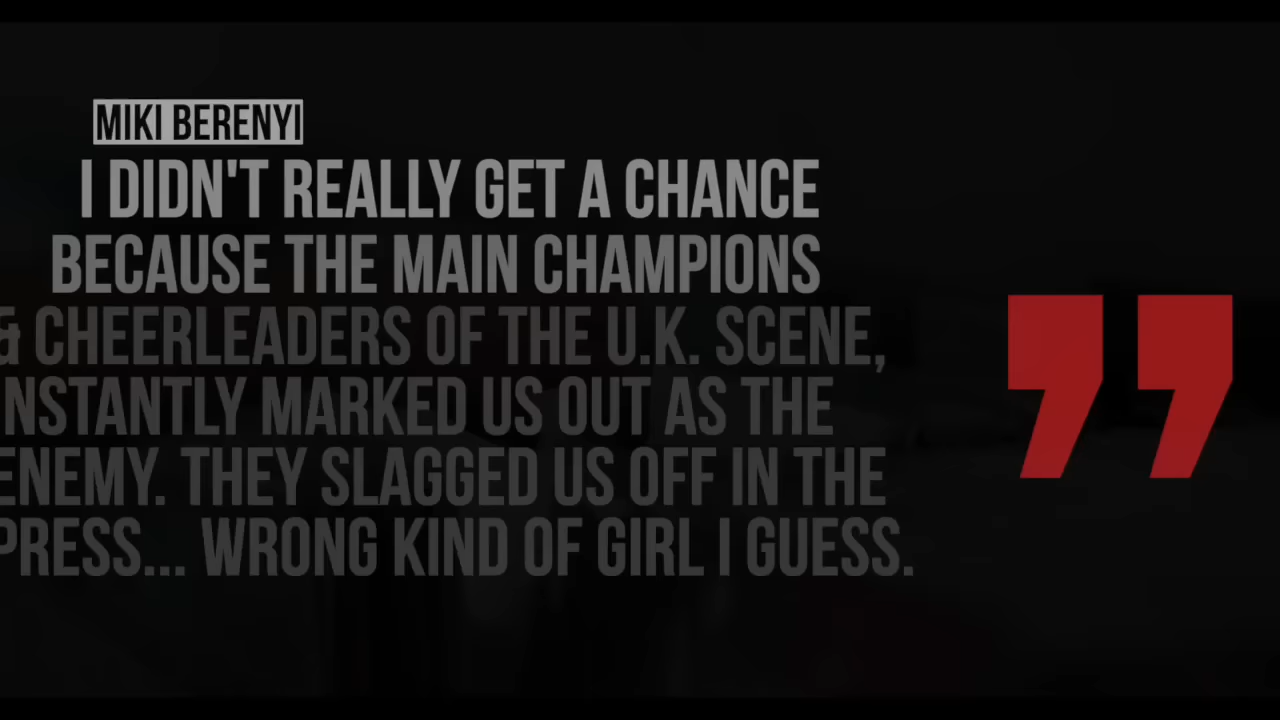 MIKI BERENYI
I DIDN'T REALLY GET A CHANCE
BECAUSE THE MAIN CHAMPIONS
& CHEERLEADERS OF THE U.K. SCENE,
NSTANTLY MARKED US OUT AS THE
ENEMY. THEY SLAGGED US OFF IN THE
PRESS... WRONG KIND OF GIRL I GUESS.
"